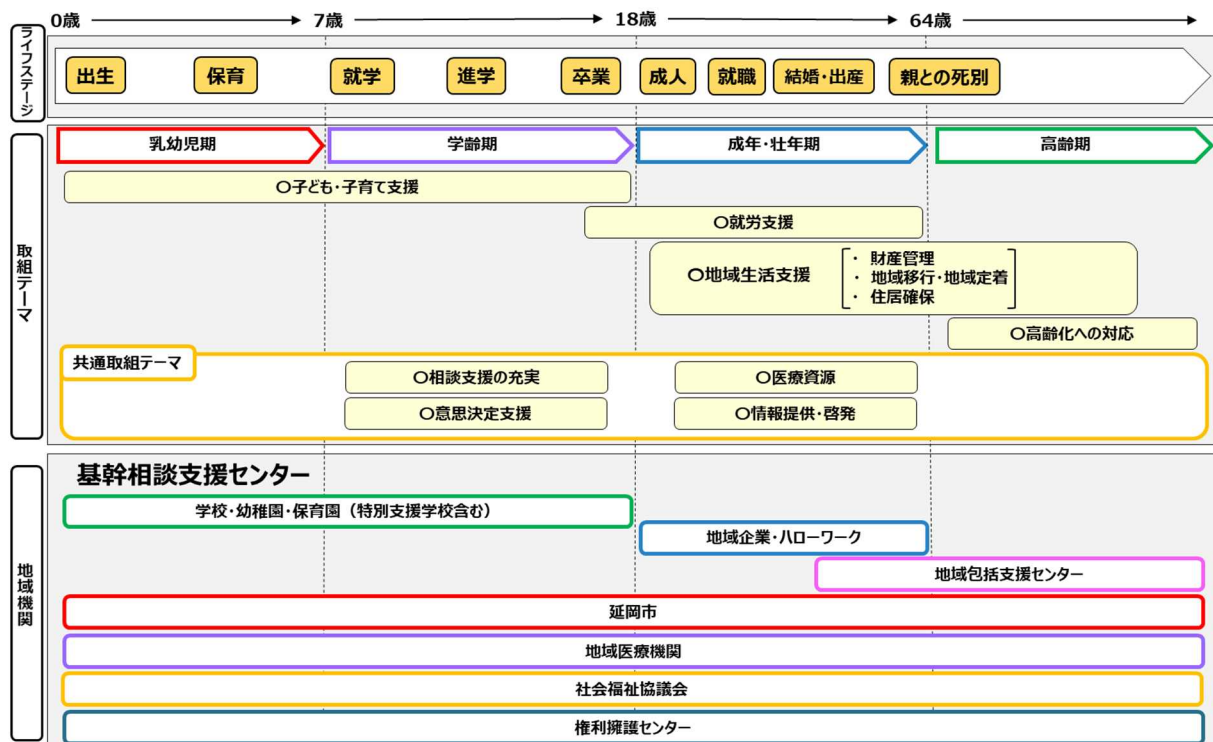 0歳
7歳
18歳
64歳
ライフステージ
出生
保育
就学
進学
卒業
成人
就職
結婚・出産
親との死別
取組テーマ
乳幼児期
学齢期
成年・壮年期
高齢期
〇子ども・子育て支援
〇就労支援
〇地域生活支援
・ 財産管理
・ 地域移行・地域定着
・ 住居確保
〇高齢化への対応
共通取組テーマ
〇相談支援の充実
〇医療資源
〇意思決定支援
〇情報提供・啓発
地域機関
基幹相談支援センター
学校・幼稚園・保育園（特別支援学校含む）
地域企業・ハローワーク
地域包括支援センター
延岡市
地域医療機関
社会福祉協議会
権利擁護センター